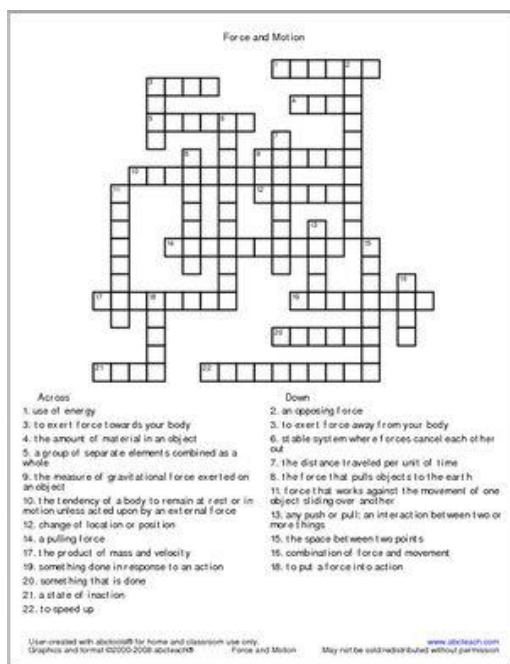 Force and Motion
Across
1. use of energy
3. to exert force towards your body
4. the amount of material in an object
5. a group of separate elements combined as a
whole
9. the measure of gravitational force exerted on
an object
10. the tendency of a body to remain at rest or in
motion unless acted upon by an external force
12. change of location or position
14. a pulling force
17. the product of mass and velocity
19. something done in response to an action
20. something that is done
21. a state of inaction
22. to speed up
Down
2. an opposing force
3. to exert force away from your body
6. stable system where forces cancel each other
out
7. the distance traveled per unit of time
8. the force that pulls objects to the earth
11. force that works against the movement of one
object sliding over another
13. any push or pull; an interaction between two or
more things
15. the space between two points
16. combination of force and movement
18. to put a force into action
User-created with abctools® for home and classroom use only.
Graphics and format ©2000-2008 abcteach®
Force and Motion
www.abcteach.com
May not be sold/redistributed without permission